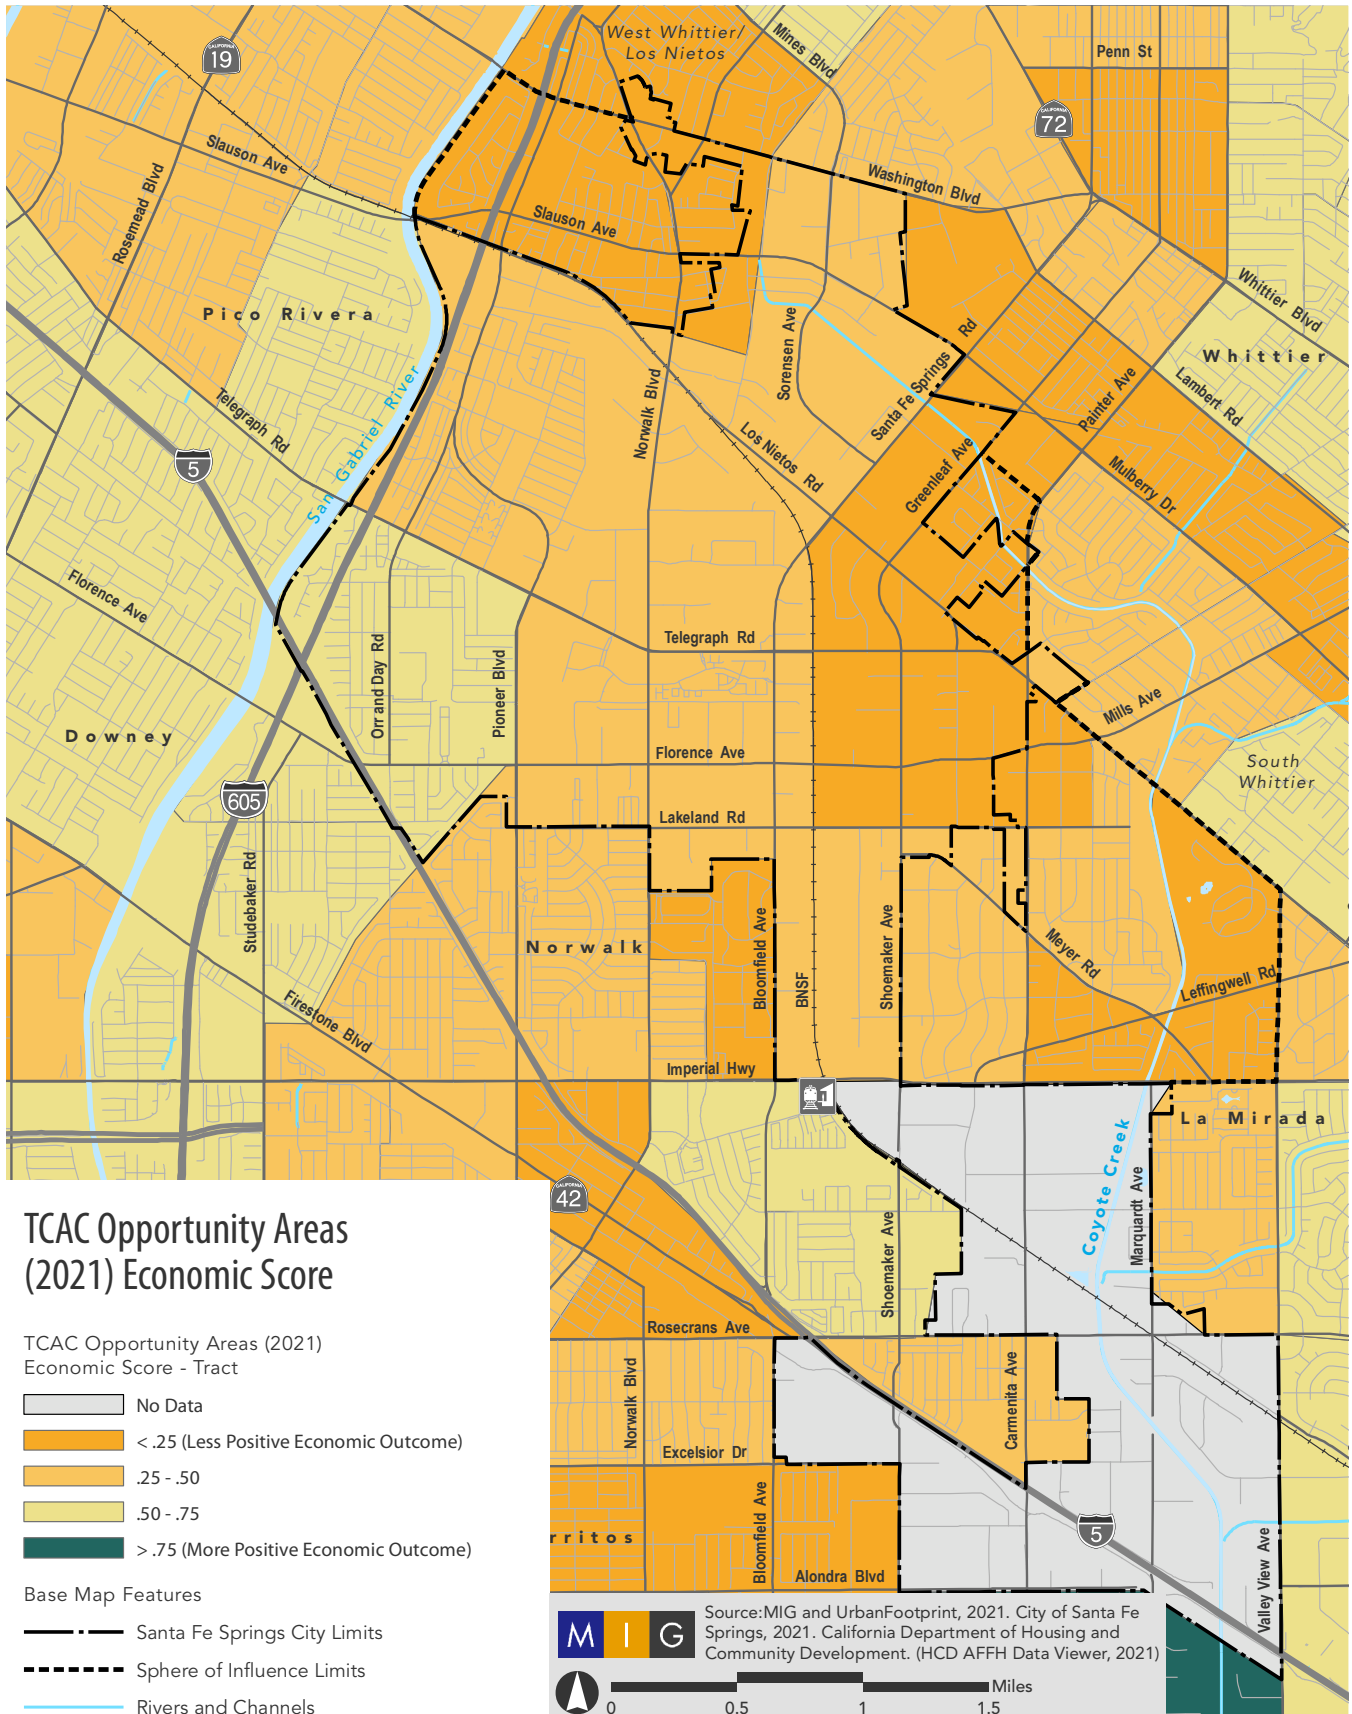 West Whittier/
Los Nietos
Mines Blvd
Penn St
CALIFORNIA
19
CALIFORNIA
72
Slauson Ave
Rosemead Blvd
Washington Blvd
Slauson Ave
Whittier Blvd
Pico Rivera
Whittier
Sorensen Ave
Santa Fe Springs Rd
Painter Ave
Lambert Rd
Telegraph Rd
San Gabriel River
Norwalk Blvd
Los Nietos Rd
Greenleaf Ave
Mulberry Dr
5
Florence Ave
Orr and Day Rd
Pioneer Blvd
Telegraph Rd
Mills Ave
Downey
Florence Ave
South
Whittier
605
Lakeland Rd
Studebaker Rd
Norwalk
Bloomfield Ave
BNSF
Shoemaker Ave
Meyer Rd
Leffingwell Rd
Firestone Blvd
Imperial Hwy
La Mirada
Coyote Creek
Marquardt Ave
CALIFORNIA
42
Shoemaker Ave
Rosecrans Ave
Norwalk Blvd
Carmenita Ave
Excelsior Dr
Bloomfield Ave
rritos
5
Alondra Blvd
Valley View Ave
TCAC Opportunity Areas
(2021) Economic Score
TCAC Opportunity Areas (2021)
Economic Score - Tract
No Data
< .25 (Less Positive Economic Outcome)
.25 - .50
.50 - .75
> .75 (More Positive Economic Outcome)
Base Map Features
Santa Fe Springs City Limits
Sphere of Influence Limits
Rivers and Channels
M I G
Source:MIG and UrbanFootprint, 2021. City of Santa Fe
Springs, 2021. California Department of Housing and
Community Development. (HCD AFFH Data Viewer, 2021)
Miles
0 0.5 1 1.5